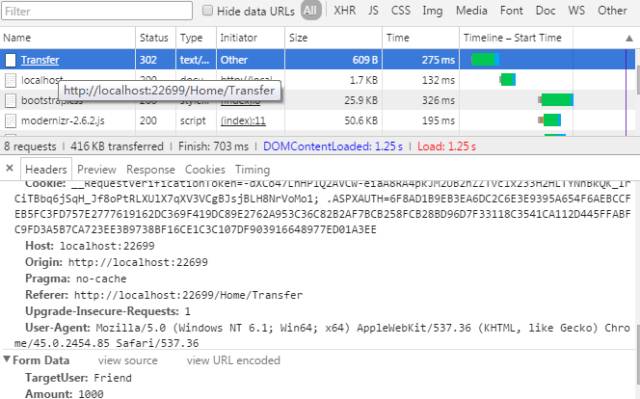 Filter Hide data URLs All XHR JS CSS Img Media Font Doc WS Other
Name Status Type Initiator Size Time Timeline – Start Time
Transfer 302 text/... Other 609 B 275 ms
localhost 200 docu... http://local... 1.7 KB 132 ms
http://localhost:22699/Home/Transfer
bootstrap.css 200 style... (index):8 25.9 KB 326 ms
modernizr-2.6.2.js 200 script (index):11 50.6 KB 195 ms
8 requests | 416 KB transferred | Finish: 703 ms | DOMContentLoaded: 1.25 s | Load: 1.25 s
Headers Preview Response Cookies Timing
Cookie:
CiTBbq6jSqH_Jf8oPtRLXU1X7qXV3VCgBJsjBLH8NrVoMo1; .ASPXAUTH=6F8AD1B9EB3EA6DC2C6E3E9395A654F6AEBCCF
EB5FC3FD757E2777619162DC369F419DC89E2762A953C36C82B2AF7BCB258FCB28BD96D7F33118C3541CA112D445FFABF
C9FD3A5B7CA723EE3B9738BF16CE1C3C107DF903916648977ED01A3EE
Host: localhost:22699
Origin: http://localhost:22699
Pragma: no-cache
Referer: http://localhost:22699/Home/Transfer
Upgrade-Insecure-Requests: 1
User-Agent: Mozilla/5.0 (Windows NT 6.1; Win64; x64) AppleWebKit/537.36 (KHTML, like Gecko) Chro
me/45.0.2454.85 Safari/537.36
Form Data view source view URL encoded
TargetUser: Friend
Amount: 1000